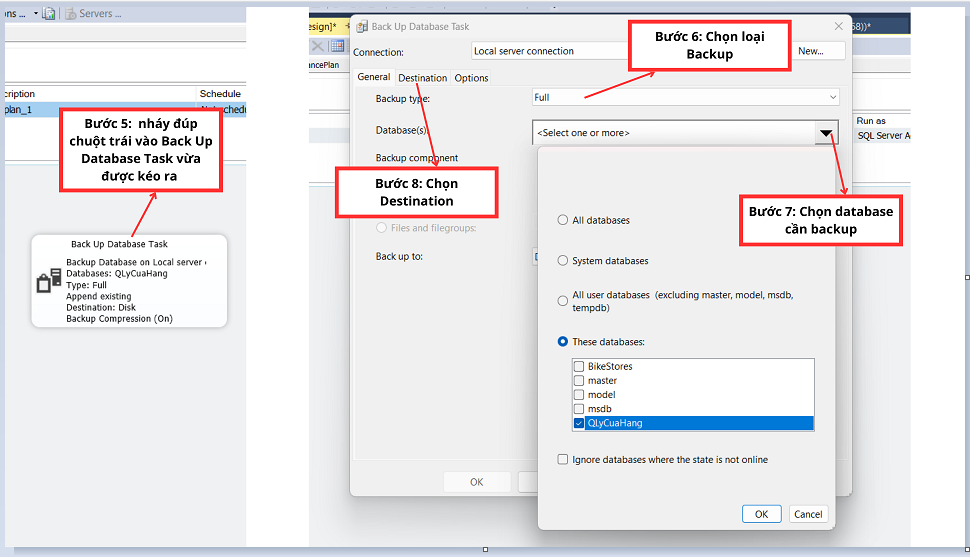 ons ...
Servers ...
cription
Schedule
plan_1
Bước 5: nháy đúp
chuột trái vào Back Up
Database Task vừa
được kéo ra
Back Up Database Task
Backup Database on Local server
Databases: QLyCuaHang
Type: Full
Append existing
Destination: Disk
Backup Compression (On)
esign]*
Back Up Database Task
58))*
Connection:
Local server connection
New...
Bước 6: Chọn loại
Backup
ancePlan
General
Destination
Options
Backup type:
Full
Database(s):
<Select one or more>
Run as
SQL Server A
Backup component
Bước 8: Chọn
Destination
Bước 7: Chọn database
cần backup
Files and filegroups:
Back up to:
All databases
System databases
All user databases (excluding master, model, msdb,
tempdb)
These databases:
BikeStores
master
model
msdb
QLyCuaHang
Ignore databases where the state is not online
OK
OK
Cancel